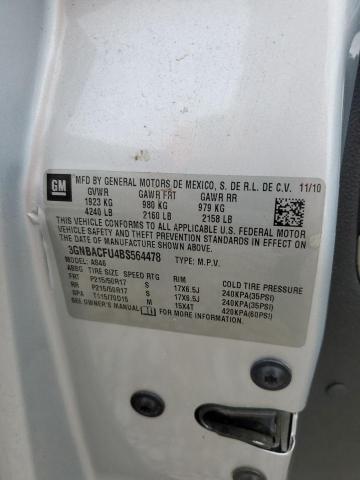 GM
MFD BY GENERAL MOTORS DE MEXICO, S. DE R.L. DE C.V. 11/10
GVWR GAWR FRT GAWR RR
1923 KG 980 KG 979 KG
4240 LB 2160 LB 2158 LB
THIS VEHICLE CONFORMS TO ALL APPLICABLE U.S. FEDERAL MOTOR
VEHICLE SAFETY, BUMPER, AND THEFT PREVENTION
STANDARDS IN EFFECT ON THE DATE OF MANUFACTURE
SHOWN ABOVE.
3GNBACFU4BS564478 TYPE: M.P.V.
TIRE SIZE SPEED RTG RIM COLD TIRE PRESSURE
FR P215/50R17 S 17X6.5J 240KPA(35PSI)
RR P215/50R17 S 17X6.5J 240KPA(35PSI)
SPA T115/70D15 M 15X4T 420KPA(60PSI)
SEE OWNER'S MANUAL FOR MORE INFORMATION.